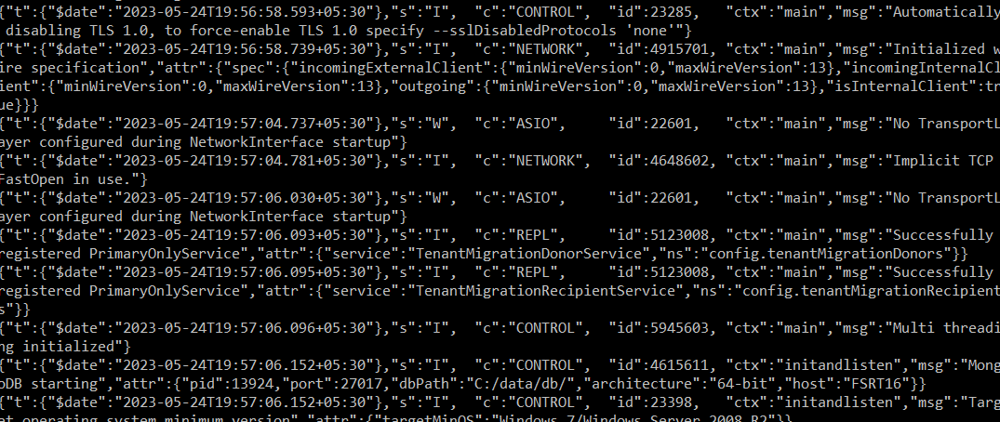 {"t":{"$date":"2023-05-24T19:56:58.593+05:30"},"s":"I",  "c":"CONTROL",  "id":23285,   "ctx":"main","msg":"Automatically
disabling TLS 1.0, to force-enable TLS 1.0 specify --sslDisabledProtocols 'none'"}
{"t":{"$date":"2023-05-24T19:56:58.739+05:30"},"s":"I",  "c":"NETWORK",  "id":4915701, "ctx":"main","msg":"Initialized w
ire specification","attr":{"spec":{"incomingExternalClient":{"minWireVersion":0,"maxWireVersion":13},"incomingInternalCl
ient":{"minWireVersion":0,"maxWireVersion":13},"outgoing":{"minWireVersion":0,"maxWireVersion":13},"isInternalClient":tr
ue}}}
{"t":{"$date":"2023-05-24T19:57:04.737+05:30"},"s":"W",  "c":"ASIO",     "id":22601,   "ctx":"main","msg":"No TransportL
ayer configured during NetworkInterface startup"}
{"t":{"$date":"2023-05-24T19:57:04.781+05:30"},"s":"I",  "c":"NETWORK",  "id":4648602, "ctx":"main","msg":"Implicit TCP
FastOpen in use."}
{"t":{"$date":"2023-05-24T19:57:06.030+05:30"},"s":"W",  "c":"ASIO",     "id":22601,   "ctx":"main","msg":"No TransportL
ayer configured during NetworkInterface startup"}
{"t":{"$date":"2023-05-24T19:57:06.093+05:30"},"s":"I",  "c":"REPL",     "id":5123008, "ctx":"main","msg":"Successfully
registered PrimaryOnlyService","attr":{"service":"TenantMigrationDonorService","ns":"config.tenantMigrationDonors"}}
{"t":{"$date":"2023-05-24T19:57:06.095+05:30"},"s":"I",  "c":"REPL",     "id":5123008, "ctx":"main","msg":"Successfully
registered PrimaryOnlyService","attr":{"service":"TenantMigrationRecipientService","ns":"config.tenantMigrationRecipient
s"}}
{"t":{"$date":"2023-05-24T19:57:06.096+05:30"},"s":"I",  "c":"CONTROL",  "id":5945603, "ctx":"main","msg":"Multi threadi
ng initialized"}
{"t":{"$date":"2023-05-24T19:57:06.152+05:30"},"s":"I",  "c":"CONTROL",  "id":4615611, "ctx":"initandlisten","msg":"Mong
oDB starting","attr":{"pid":13924,"port":27017,"dbPath":"C:/data/db/","architecture":"64-bit","host":"FSRT16"}}
{"t":{"$date":"2023-05-24T19:57:06.152+05:30"},"s":"I",  "c":"CONTROL",  "id":23398,   "ctx":"initandlisten","msg":"Targ
et operating system minimum version","attr":{"targetMinOS":"Windows 7/Windows Server 2008 R2"}}